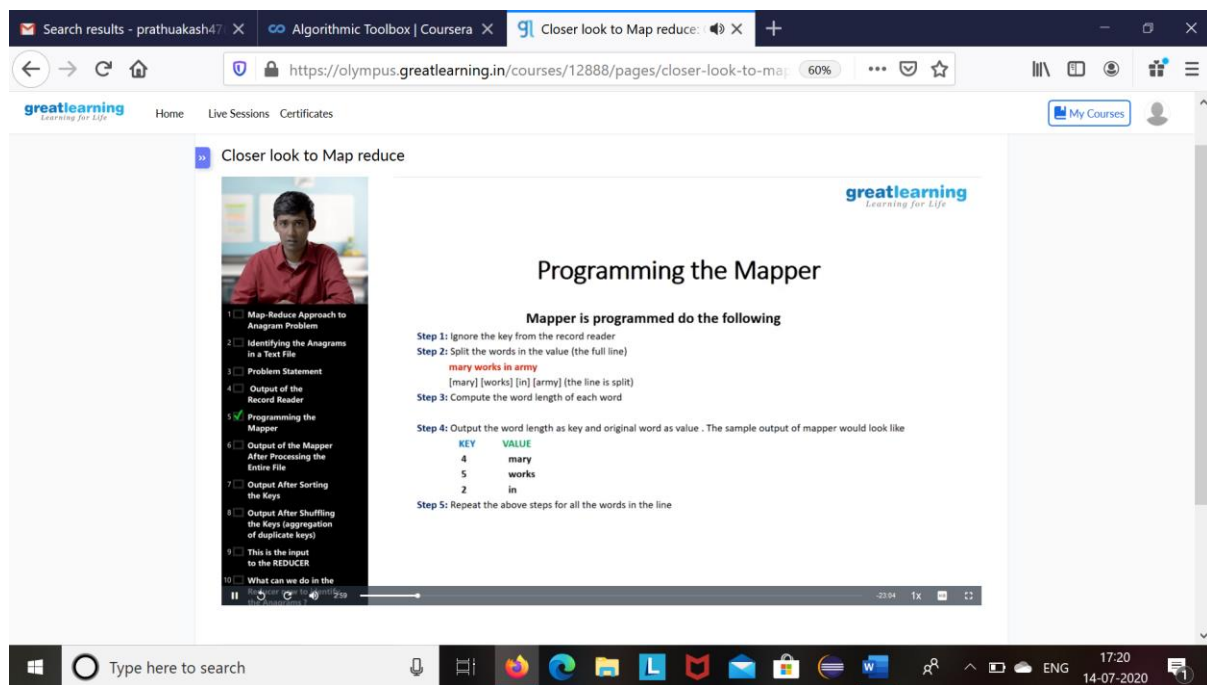 Search results - prathuakash47
Algorithmic Toolbox | Coursera
Closer look to Map reduce:
https://olympus.greatlearning.in/courses/12888/pages/closer-look-to-map
60%
greatlearning
Learning for Life
Home Live Sessions Certificates
My Courses
Closer look to Map reduce
greatlearning
Learning for Life
Programming the Mapper
Mapper is programmed do the following
Step 1: Ignore the key from the record reader
Step 2: Split the words in the value (the full line)
mary works in army
[mary] [works] [in] [army] (the line is split)
Step 3: Compute the word length of each word
Step 4: Output the word length as key and original word as value . The sample output of mapper would look like
KEY VALUE
4 mary
5 works
2 in
Step 5: Repeat the above steps for all the words in the line
1 Map-Reduce Approach to
Anagram Problem
2 Identifying the Anagrams
in a Text File
3 Problem Statement
4 Output of the
Record Reader
5 Programming the
Mapper
6 Output of the Mapper
After Processing the
Entire File
7 Output After Sorting
the Keys
8 Output After Shuffling
the Keys (aggregation
of duplicate keys)
9 This is the input
to the REDUCER
10 What can we do in the
Reducer now to Identify
the Anagrams ?
2:59
-23:04 1x
Type here to search
ENG
17:20
14-07-2020
1